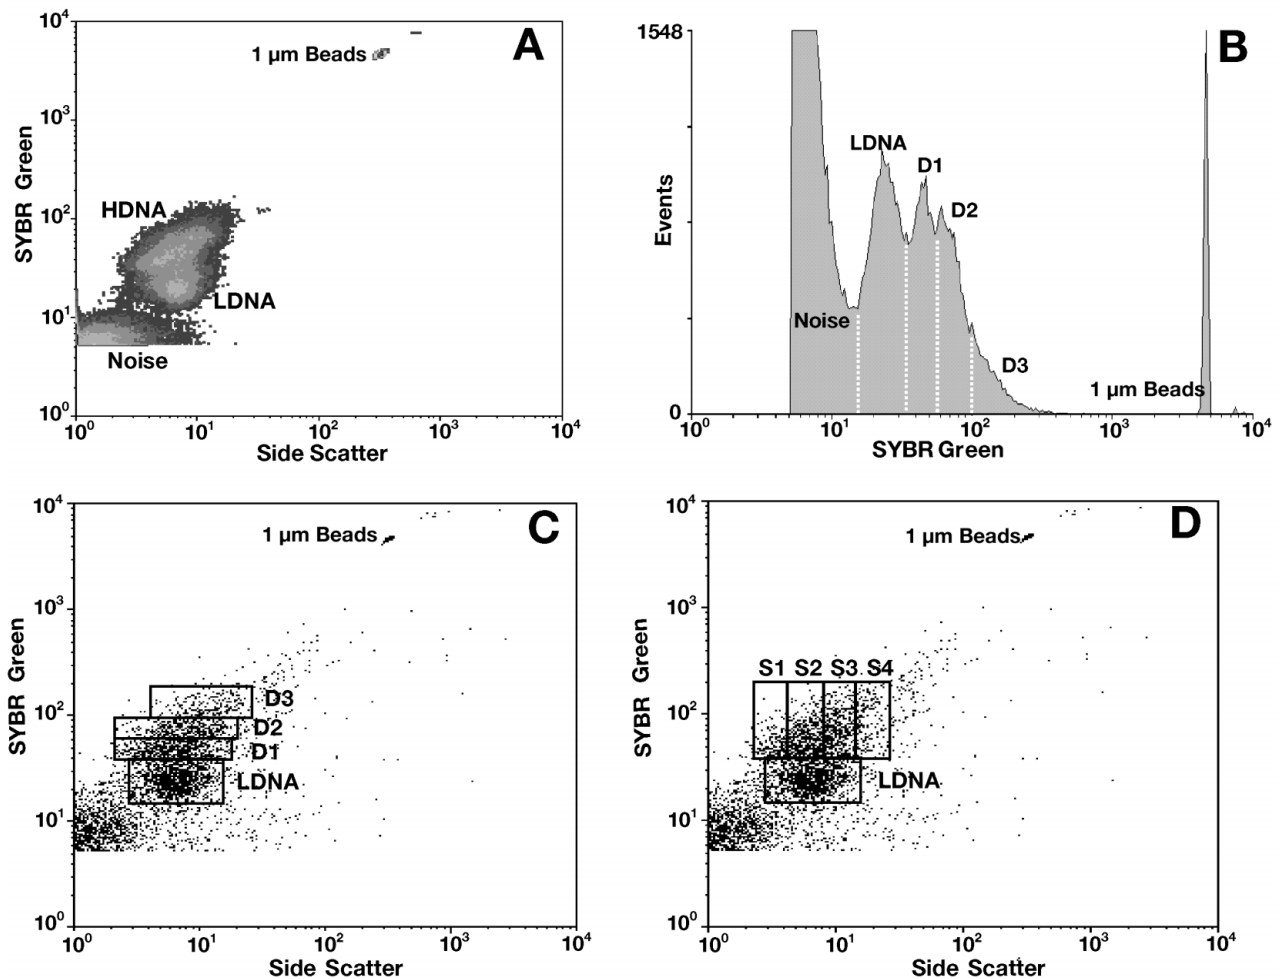 A
10⁴
1 µm Beads
10³
SYBR Green
HDNA
10²
LDNA
10¹
Noise
10⁰
10⁰ 10¹ 10² 10³ 10⁴
Side Scatter
B
1548
LDNA
D1
D2
Events
Noise
D3
1 µm Beads
0
10⁰ 10¹ 10² 10³ 10⁴
SYBR Green
C
10⁴
1 µm Beads
10³
SYBR Green
D3
10²
D2
D1
LDNA
10¹
10⁰
10⁰ 10¹ 10² 10³ 10⁴
Side Scatter
D
10⁴
1 µm Beads
10³
SYBR Green
S1 S2 S3 S4
10²
LDNA
10¹
10⁰
10⁰ 10¹ 10² 10³ 10⁴
Side Scatter